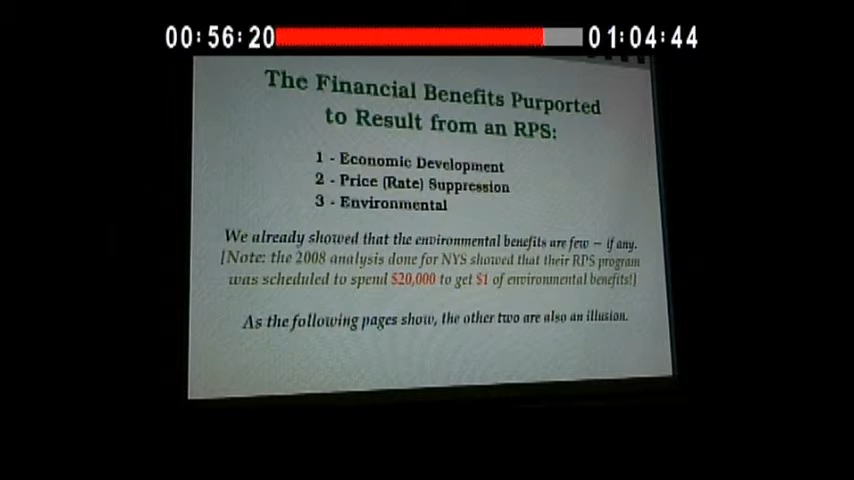 00:56:20 01:04:44
The Financial Benefits Purported
to Result from an RPS:
1 - Economic Development
2 - Price (Rate) Suppression
3 - Environmental
We already showed that the environmental benefits are few – if any.
[Note: the 2008 analysis done for NYS showed that their RPS program
was scheduled to spend $20,000 to get $1 of environmental benefits!]
As the following pages show, the other two are also an illusion.